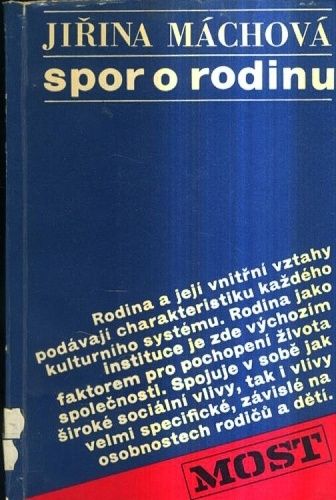 JIŘINA MÁCHOVÁ
spor o rodinu
Rodina a její vnitřní vztahy
podávají charakteristiku každého
kulturního systému. Rodina jako
instituce je zde výchozím
faktorem pro pochopení života
společnosti. Spojuje v sobě jak
široké sociální vlivy, tak i vlivy
velmi specifické, závislé na
osobnostech rodičů a dětí.
MOST